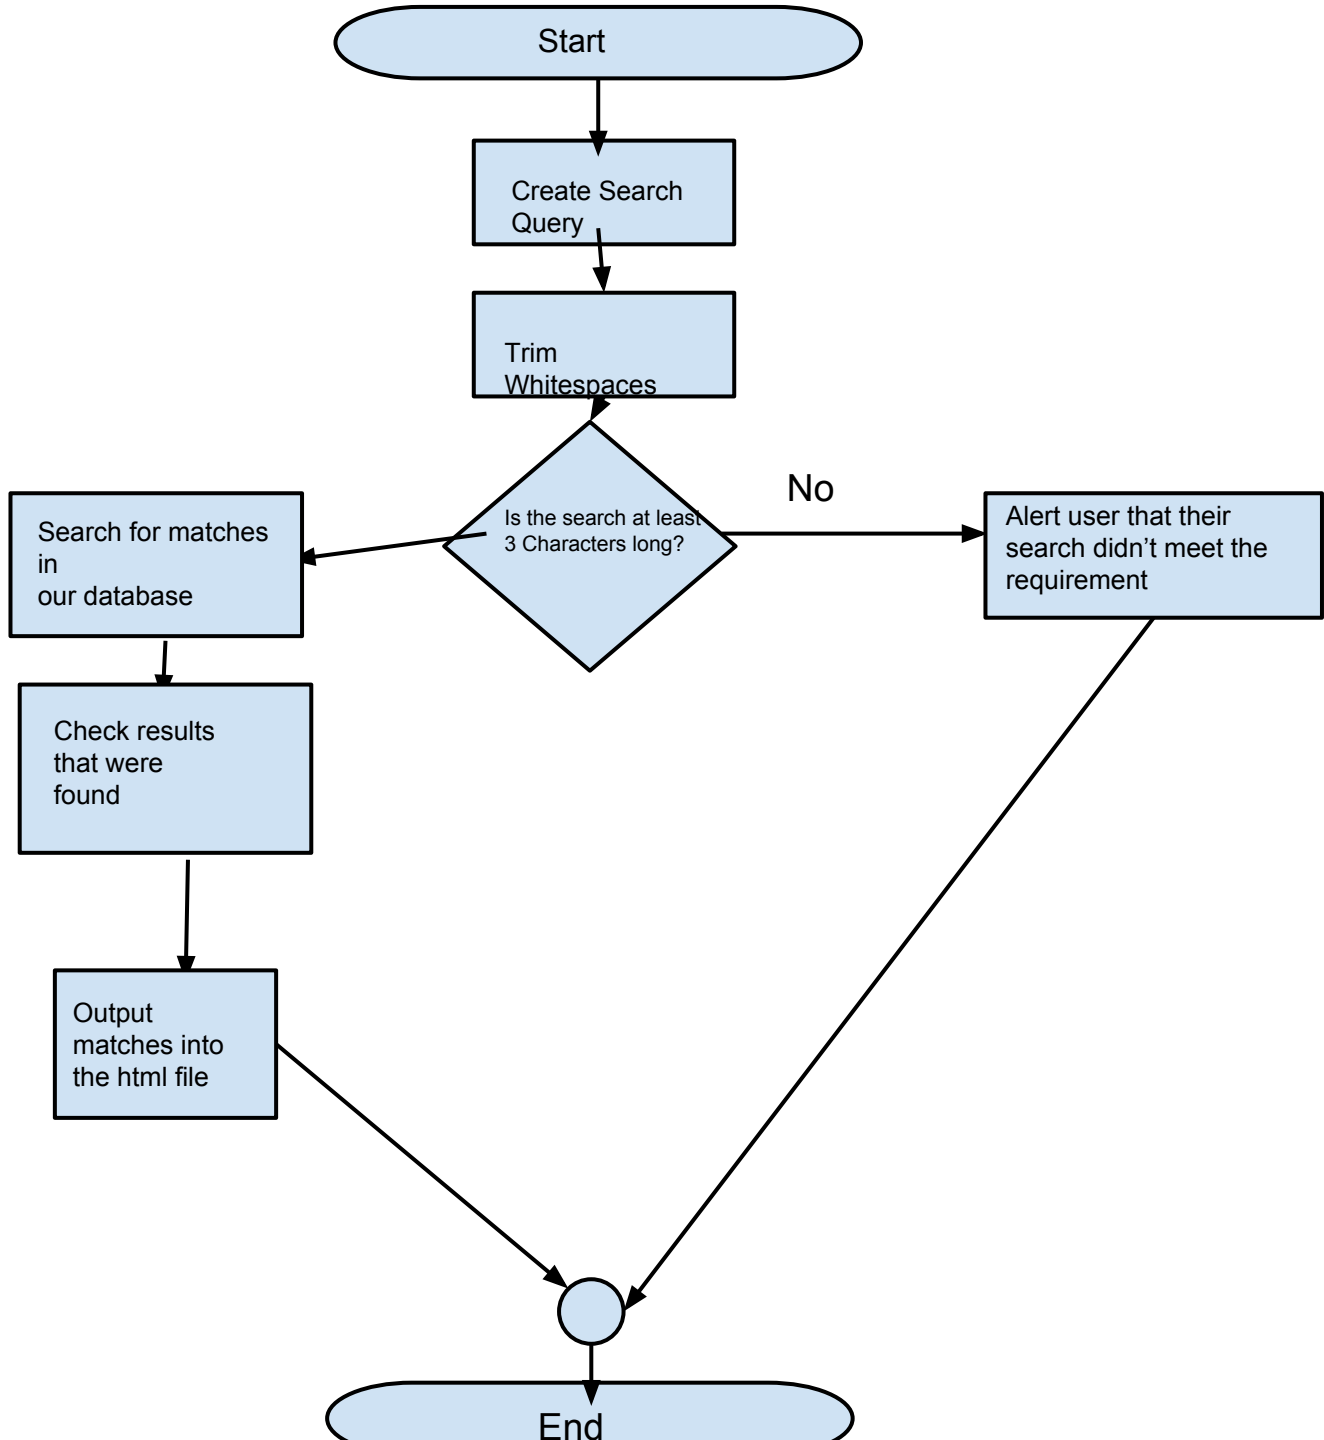 Start
Create Search
Query
Trim
Whitespaces
Is the search at least
3 Characters long?
No
Search for matches
in
our database
Alert user that their
search didn't meet the
requirement
Check results
that were
found
Output
matches into
the html file
End